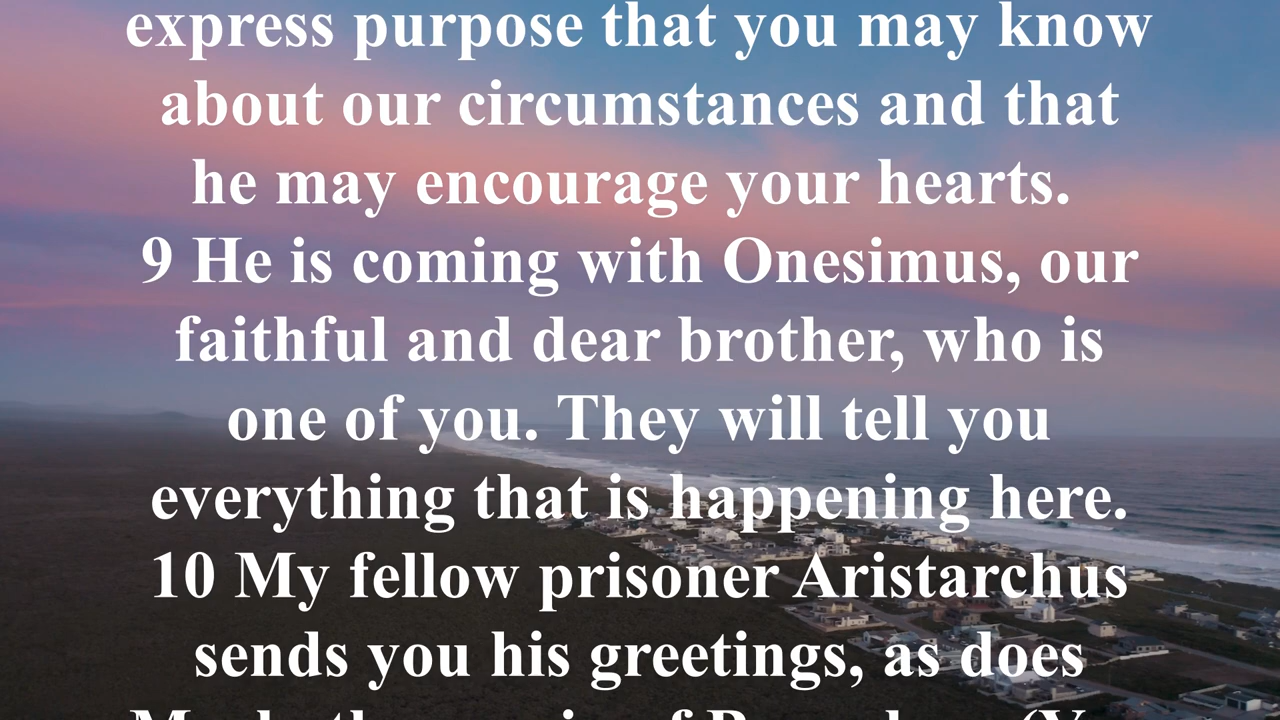 express purpose that you may know
about our circumstances and that
he may encourage your hearts.
9 He is coming with Onesimus, our
faithful and dear brother, who is
one of you. They will tell you
everything that is happening here.
10 My fellow prisoner Aristarchus
sends you his greetings, as does